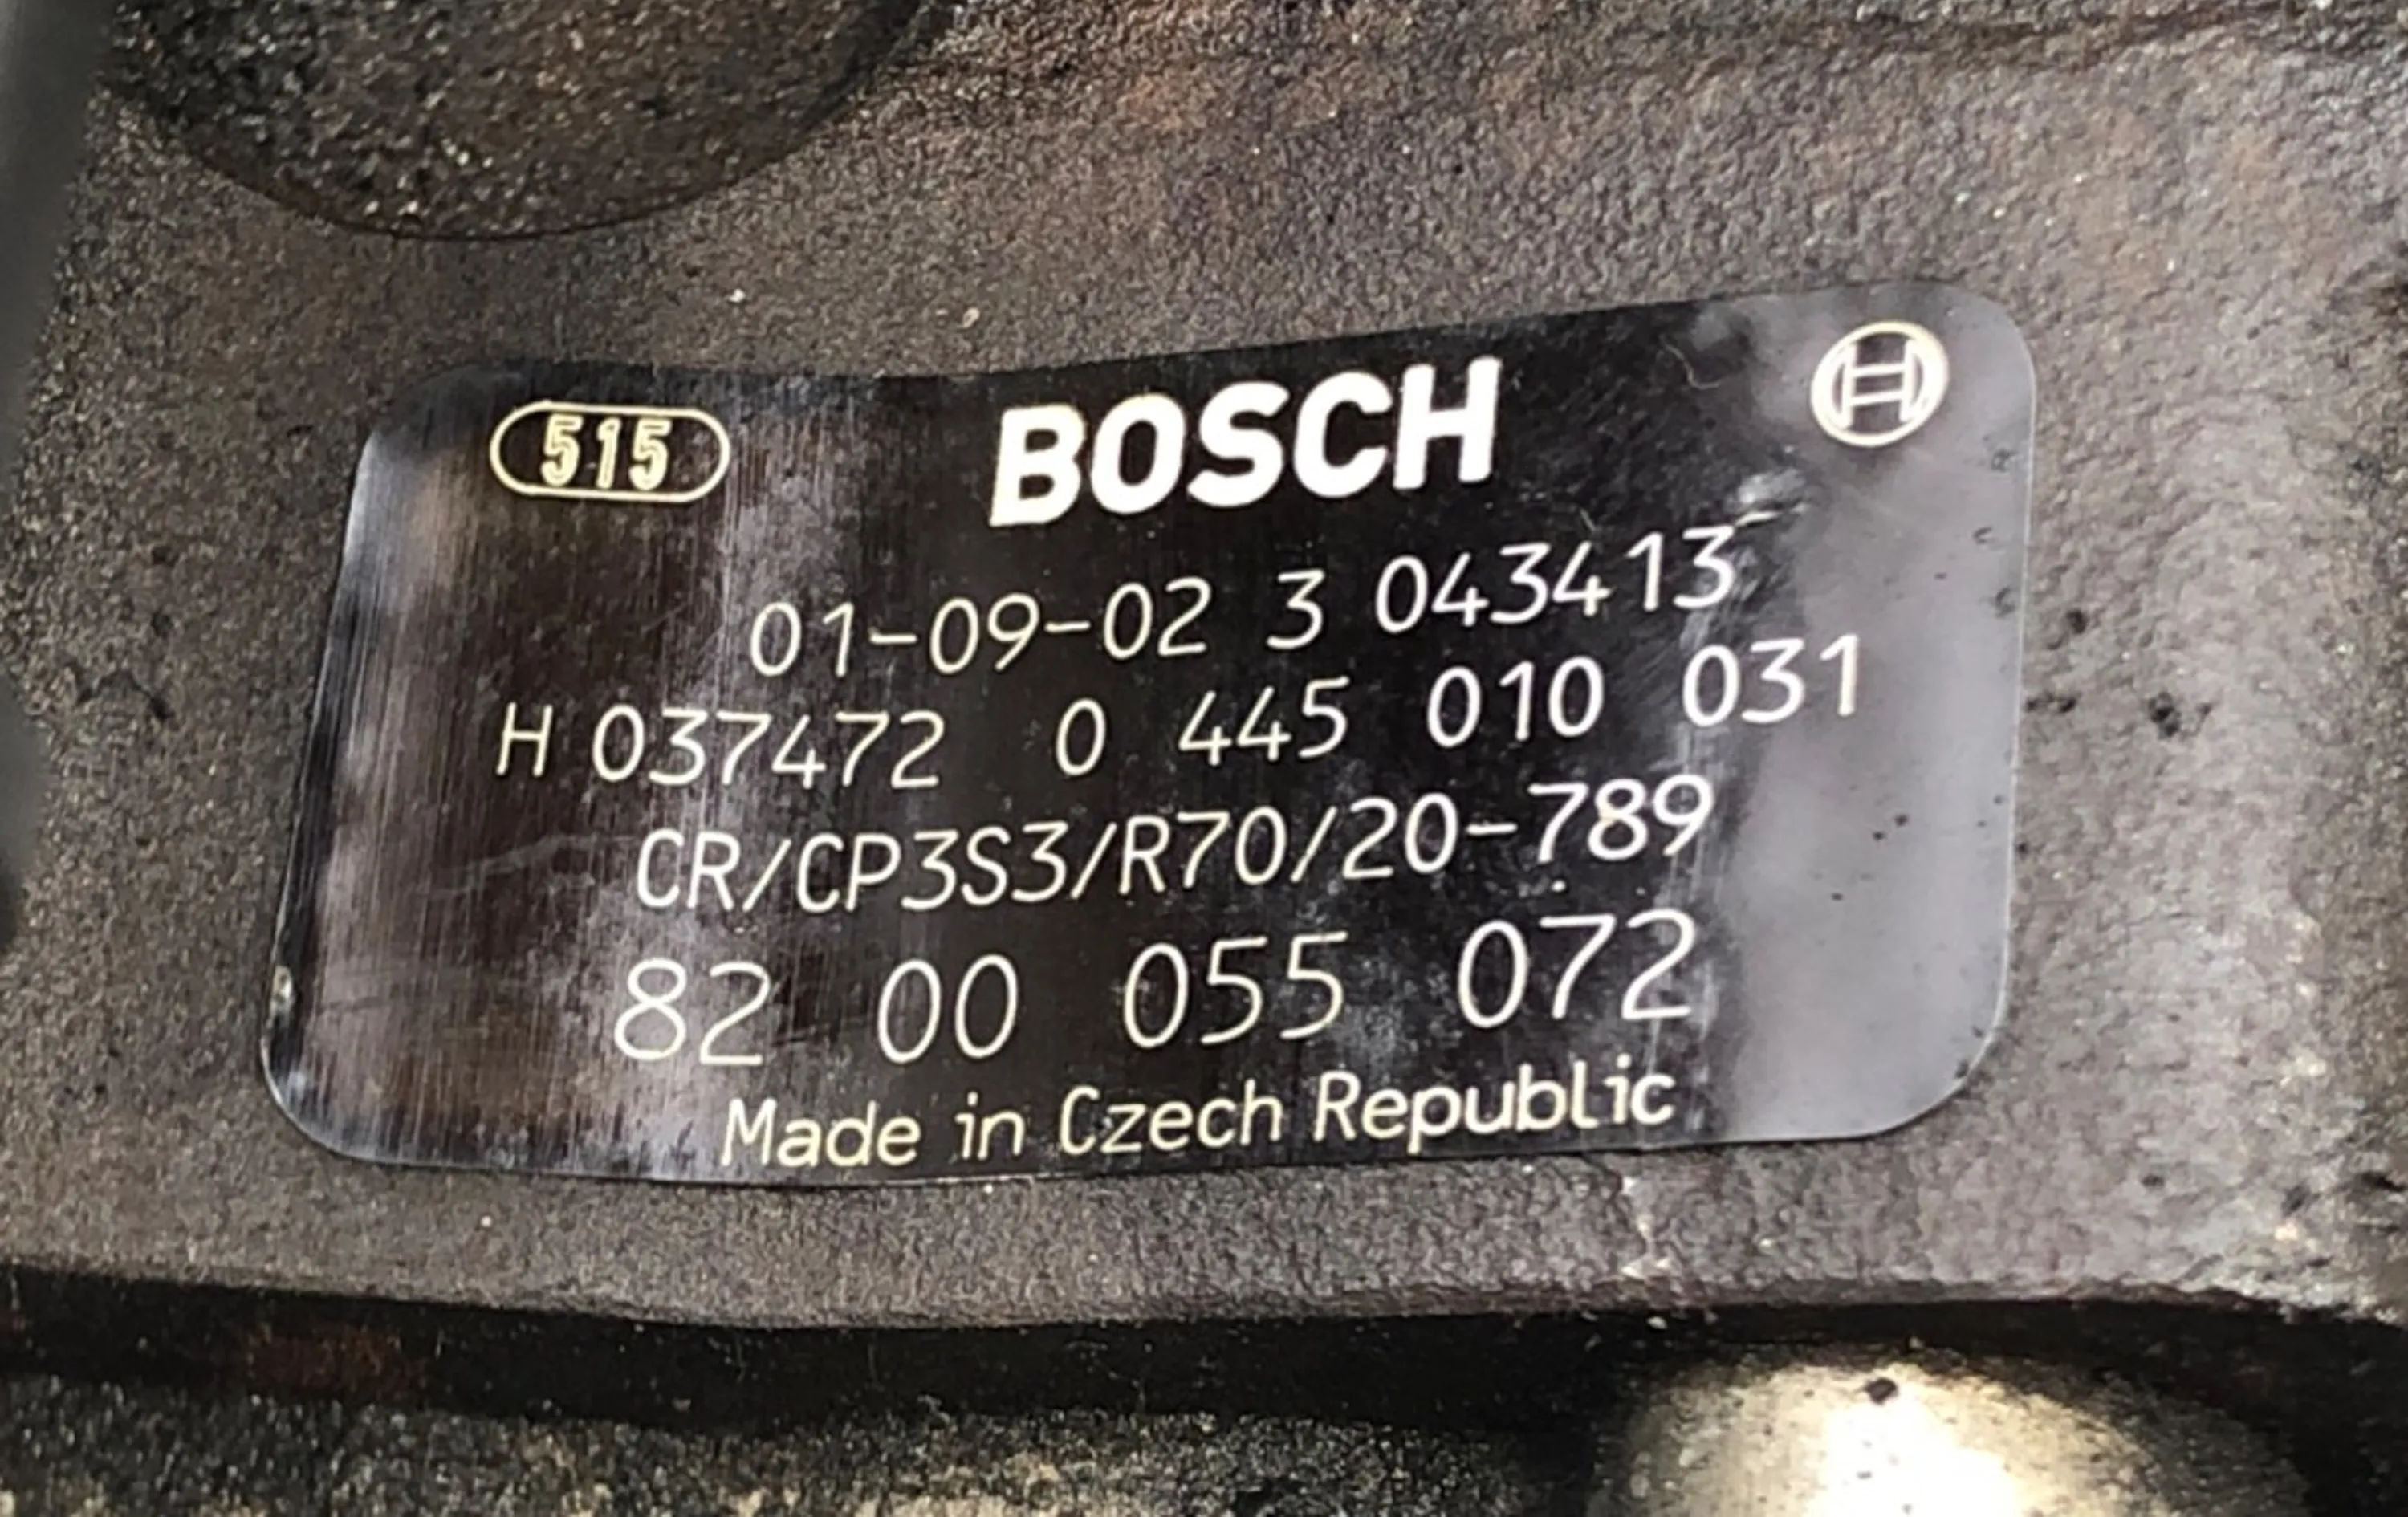 515 BOSCH
01-09-02 3 043413
H 037472 0 445 010 031
CR/CP3S3/R70/20-789
82 00 055 072
Made in Czech Republic